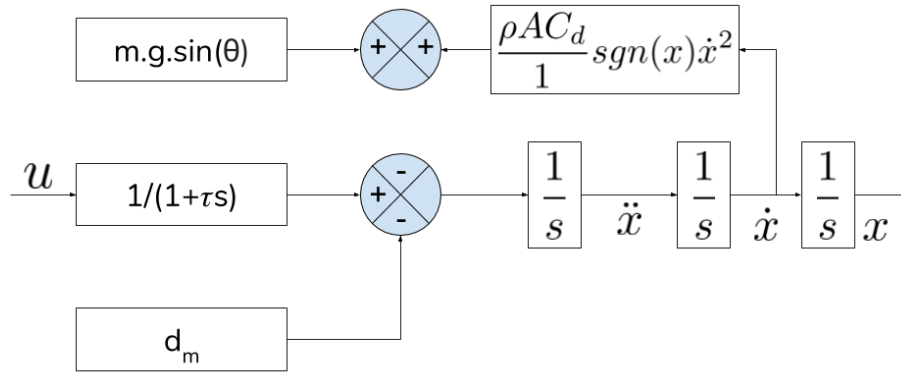 m.g.sin(θ)
+ +
ρAC_d/1 sgn(x)ẋ²
u
1/(1+τs)
-
+
-
1/s
ẍ
1/s
ẋ
1/s
x
d_m